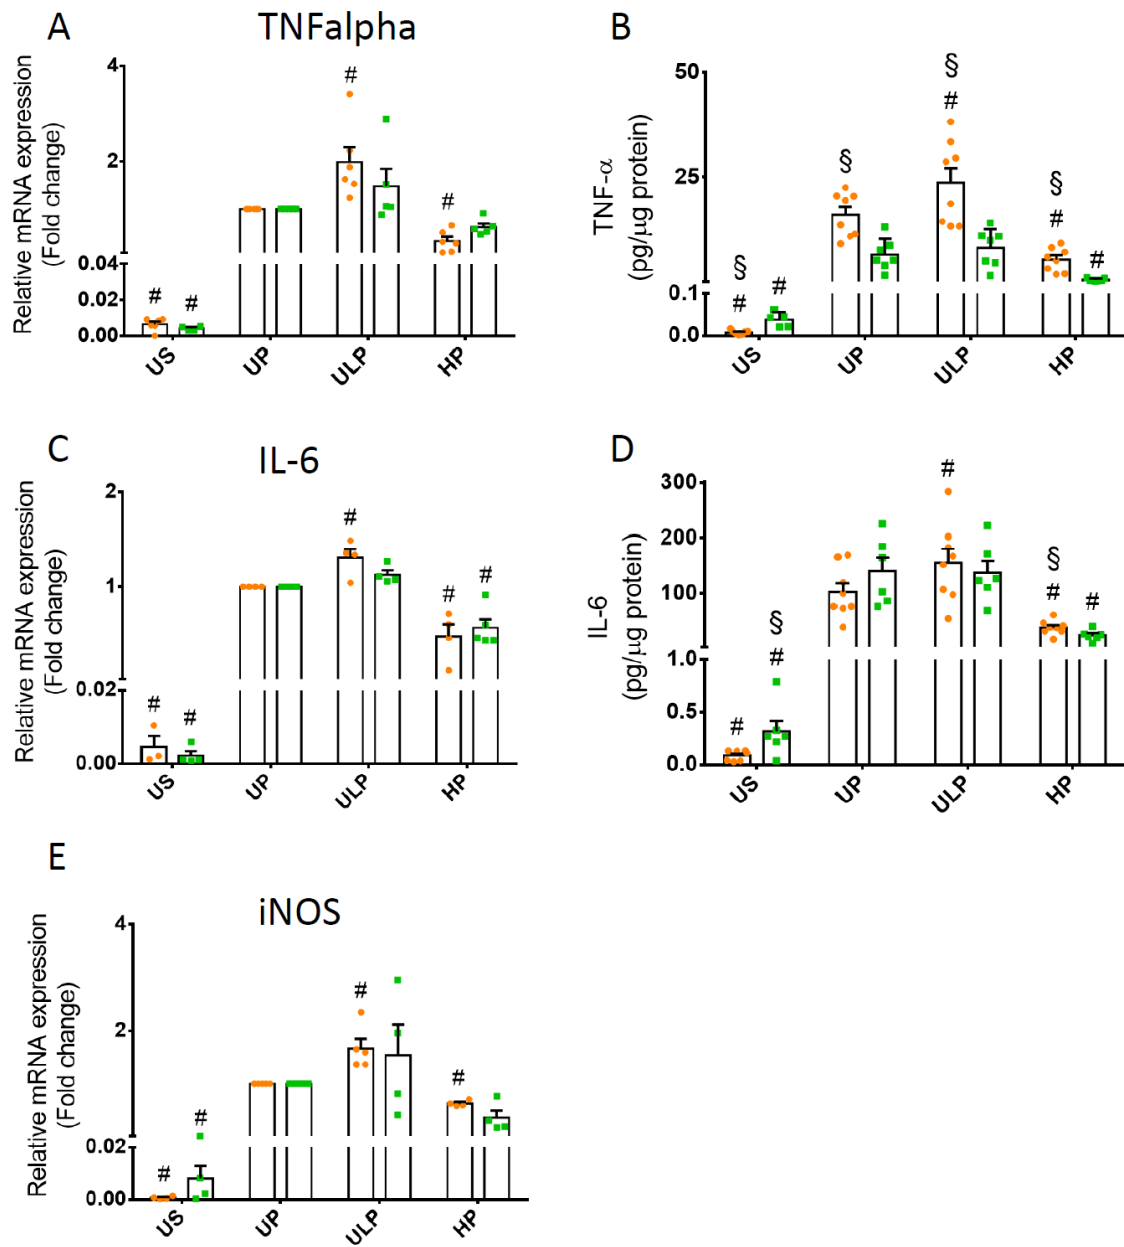 A
TNFalpha
Relative mRNA expression
(Fold change)
4
2
0.04
0.02
0.00
#
#
#
#
US
UP
ULP
HP
B
TNF-α
(pg/µg protein)
50
25
0.1
0.0
§
#
#
§
§
#
§
#
#
US
UP
ULP
HP
C
IL-6
Relative mRNA expression
(Fold change)
2
1
0.02
0.00
#
#
#
#
#
US
UP
ULP
HP
D
IL-6
(pg/µg protein)
300
200
100
1.0
0.5
0.0
#
§
#
#
§
#
#
US
UP
ULP
HP
E
iNOS
Relative mRNA expression
(Fold change)
4
2
0.02
0.00
#
#
#
#
US
UP
ULP
HP